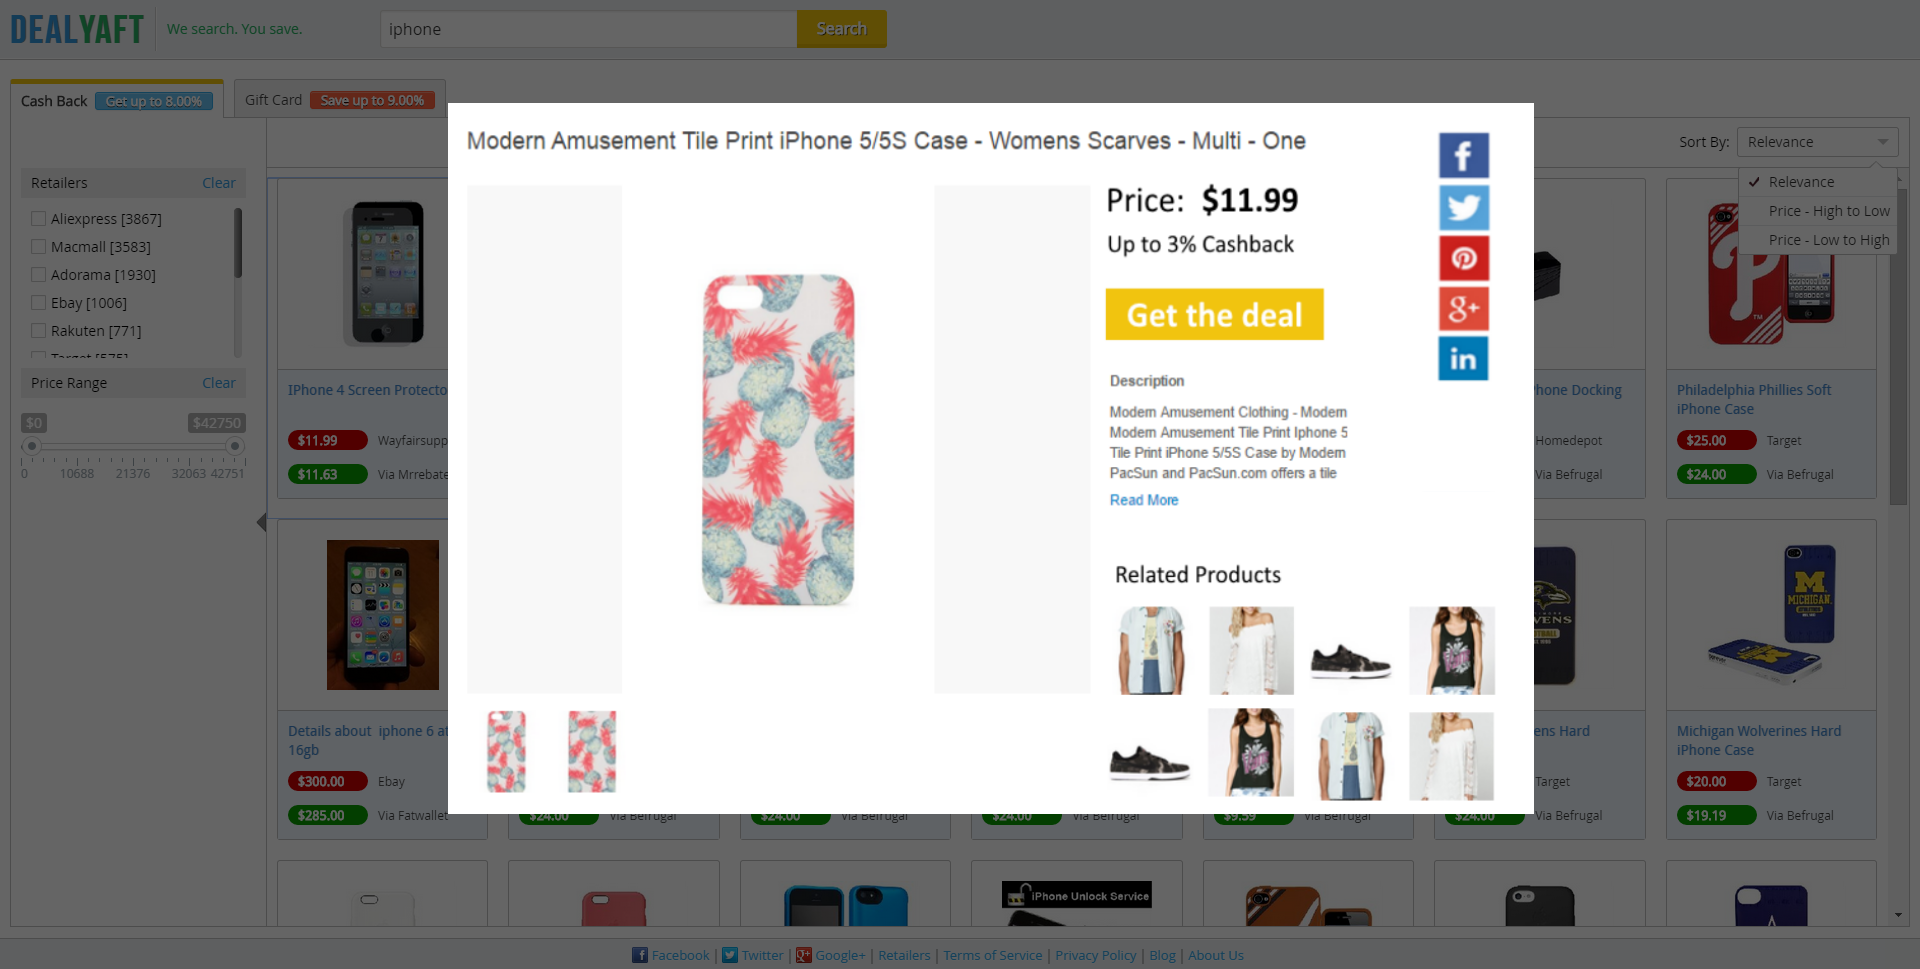 DEALYAFT
We search. You save.
iphone
Search
Cash Back Get up to 8.00%
Gift Card Save up to 9.00%
Sort By: Relevance
Relevance
Price - High to Low
Price - Low to High
Retailers Clear
Aliexpress [3867]
Macmall [3583]
Adorama [1930]
Ebay [1006]
Rakuten [771]
Target [575]
Price Range Clear
$0 $42750
0 10688 21376 32063 42751
Modern Amusement Tile Print iPhone 5/5S Case - Womens Scarves - Multi - One
Price: $11.99
Up to 3% Cashback
Get the deal
Description
Modern Amusement Clothing - Modern
Modern Amusement Tile Print Iphone 5
Tile Print iPhone 5/5S Case by Modern
PacSun and PacSun.com offers a tile
Read More
Related Products
IPhone 4 Screen Protecto
$11.99 Wayfairsupp
$11.63 Via Mrrebate
Phone Docking
Homedepot
Via Befrugal
Philadelphia Phillies Soft
iPhone Case
$25.00 Target
$24.00 Via Befrugal
Details about iphone 6 at
16gb
$300.00 Ebay
$285.00 Via Fatwallet
$24.00 Via Befrugal
$24.00 Via Befrugal
$24.00 Via Befrugal
$9.59 Via Befrugal
VENS
ens Hard
Target
$24.00 Via Befrugal
M
MICHIGAN
Michigan Wolverines Hard
iPhone Case
$20.00 Target
$19.19 Via Befrugal
iPhone Unlock Service
Facebook | Twitter | Google+ | Retailers | Terms of Service | Privacy Policy | Blog | About Us